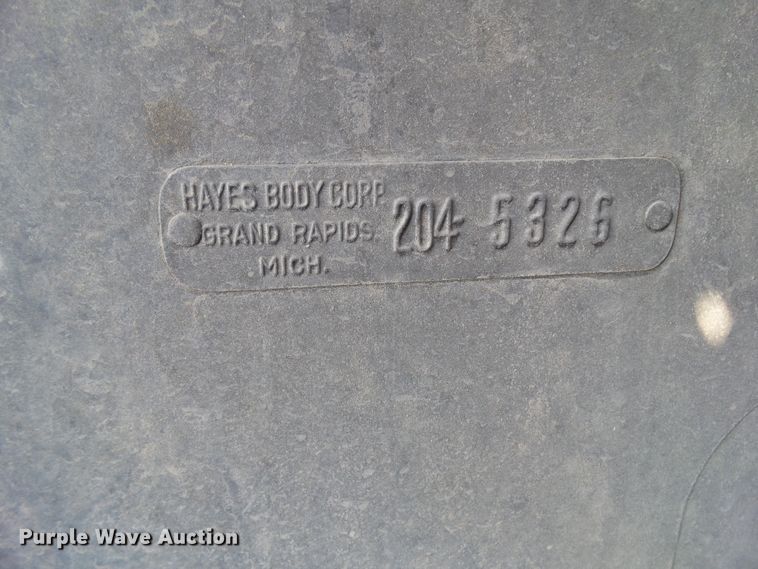 HAYES BODY CORP
GRAND RAPIDS.
MICH.
204 5326
Purple Wave Auction